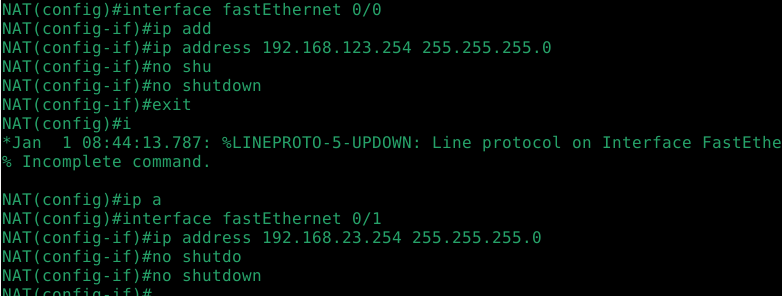 NAT(config)#interface fastEthernet 0/0
NAT(config-if)#ip add
NAT(config-if)#ip address 192.168.123.254 255.255.255.0
NAT(config-if)#no shu
NAT(config-if)#no shutdown
NAT(config-if)#exit
NAT(config)#i
*Jan  1 08:44:13.787: %LINEPROTO-5-UPDOWN: Line protocol on Interface FastEthe
% Incomplete command.
NAT(config)#ip a
NAT(config)#interface fastEthernet 0/1
NAT(config-if)#ip address 192.168.23.254 255.255.255.0
NAT(config-if)#no shutdo
NAT(config-if)#no shutdown
NAT(config-if)#